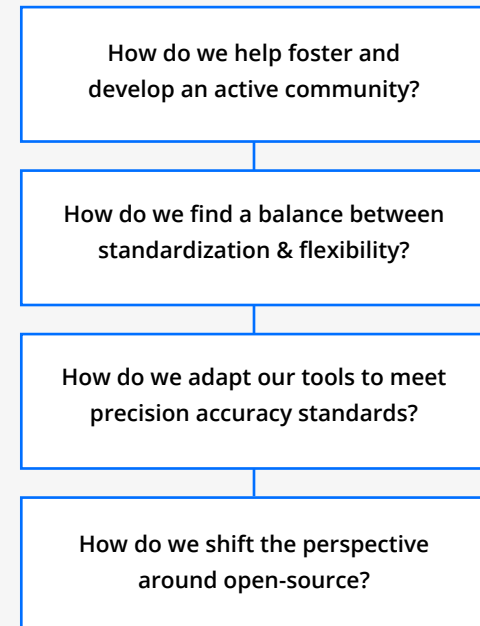 How do we help foster and
develop an active community?
How do we find a balance between
standardization & flexibility?
How do we adapt our tools to meet
precision accuracy standards?
How do we shift the perspective
around open-source?